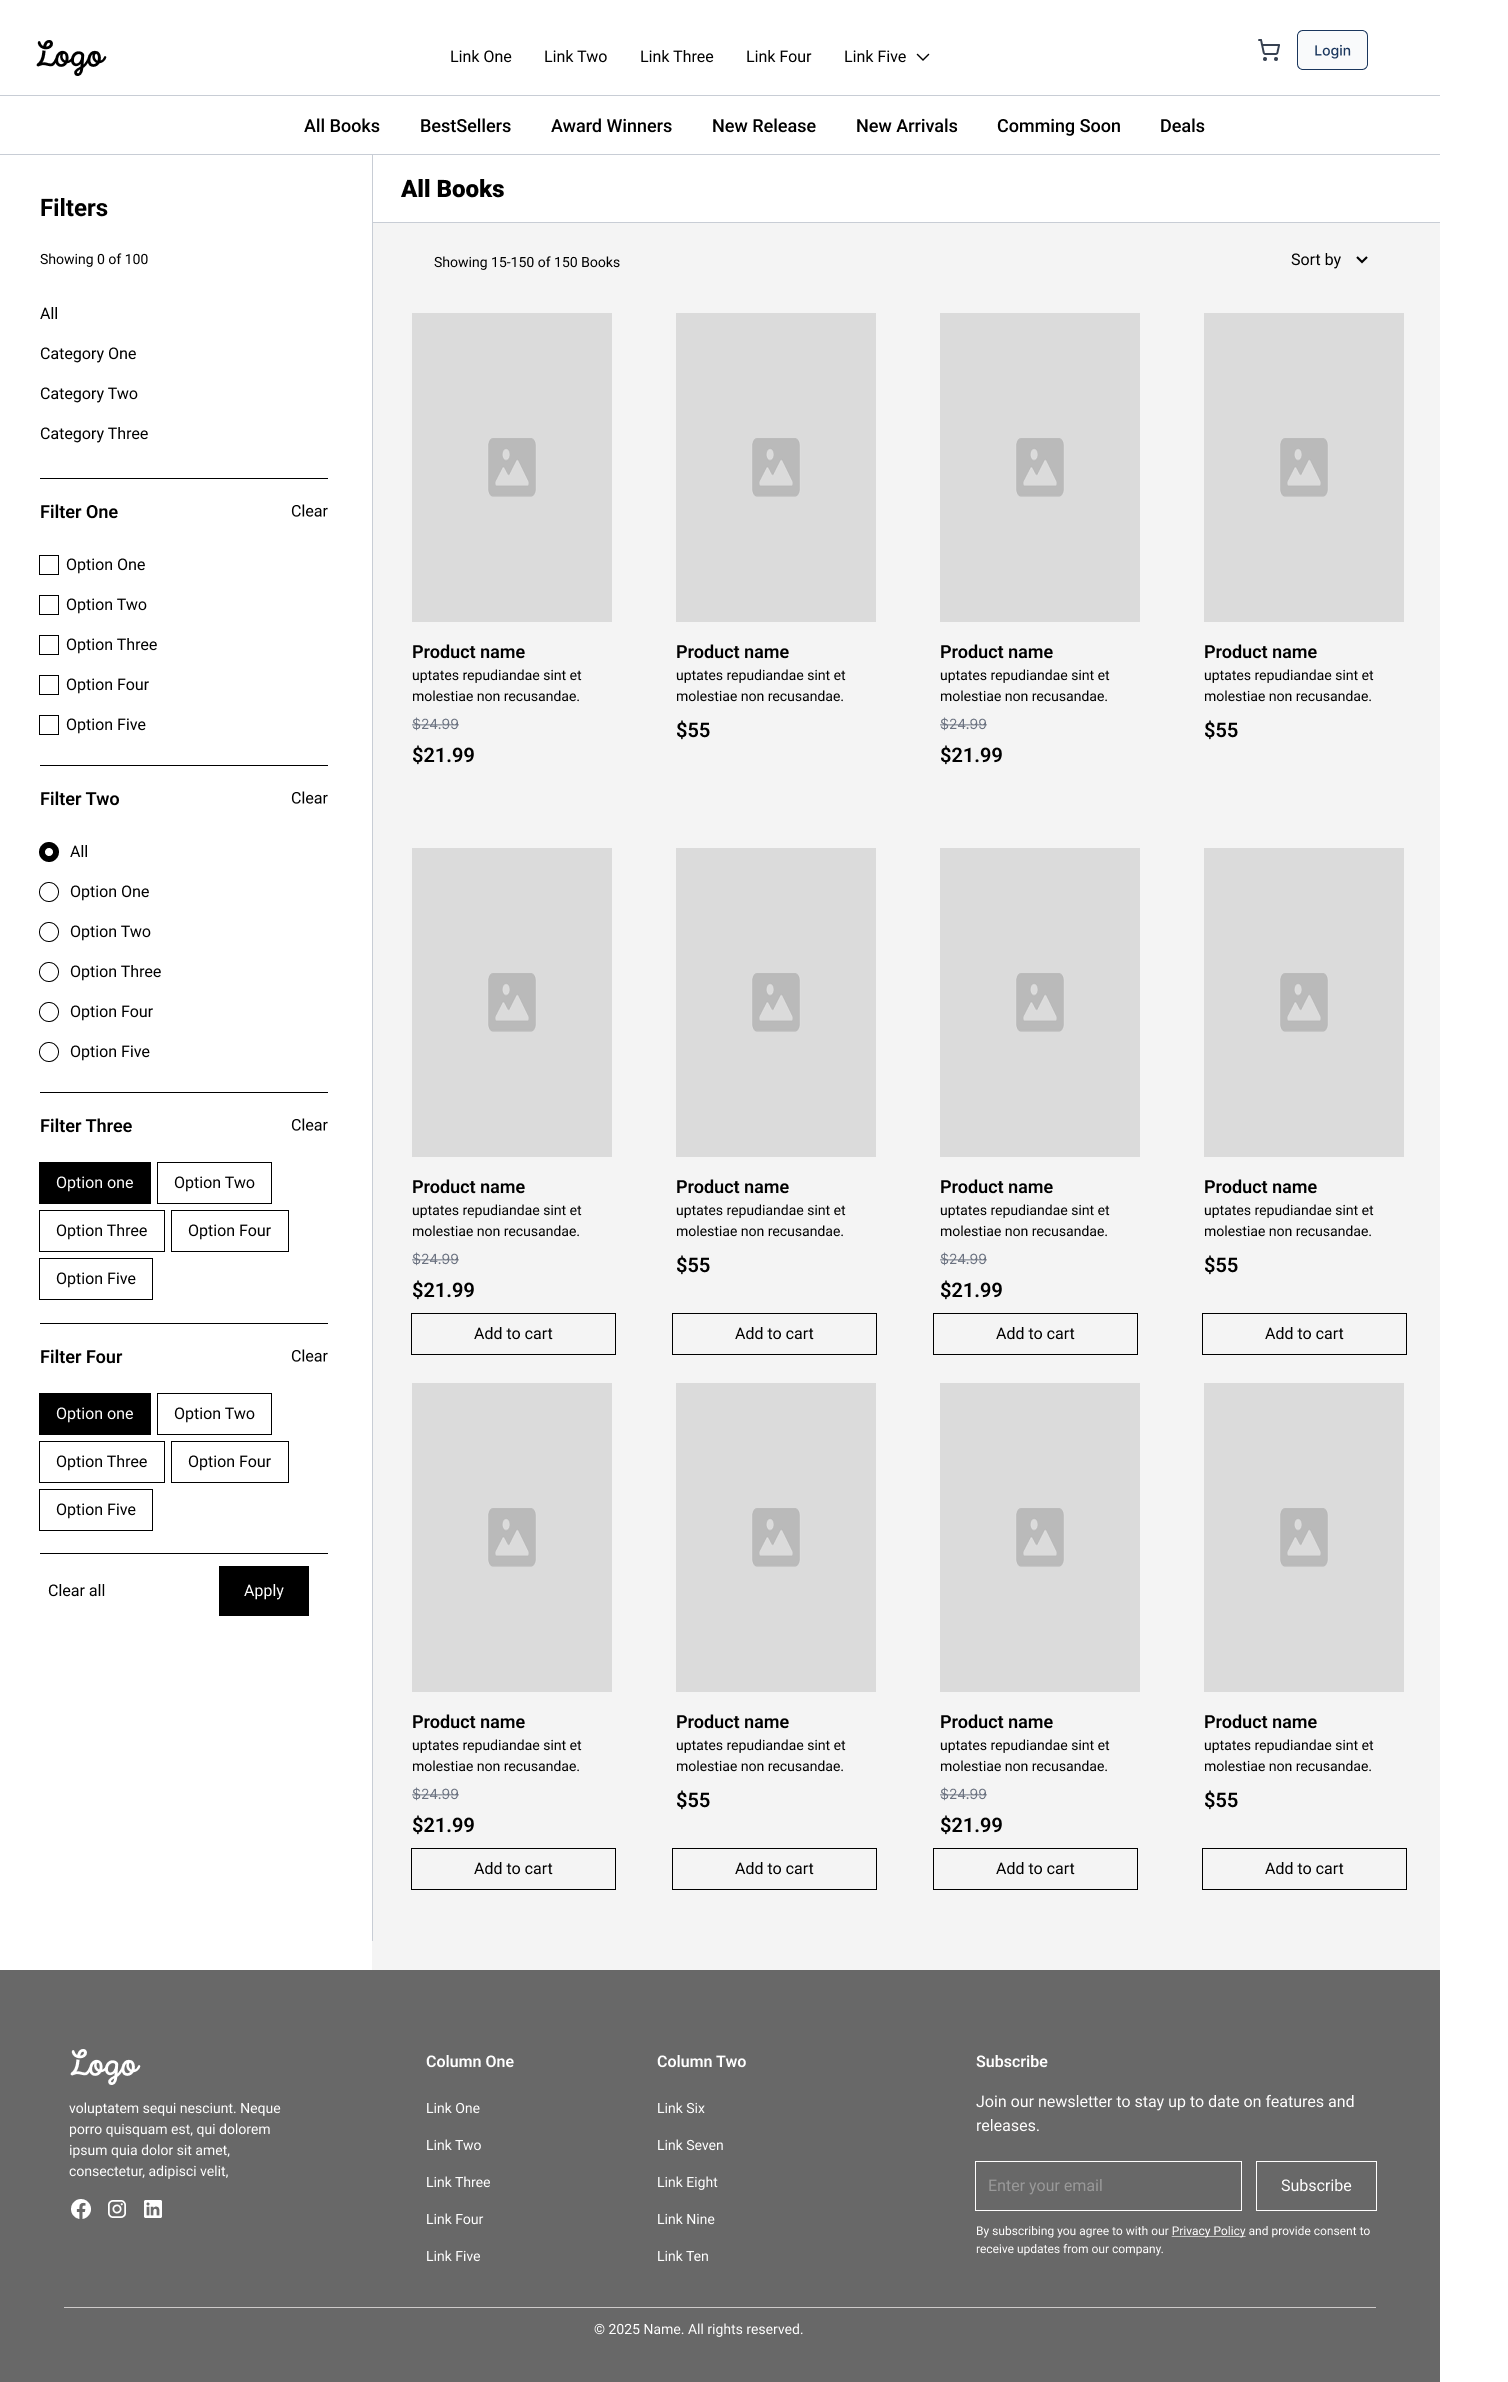 Logo
Link One
Link Two
Link Three
Link Four
Link Five
Login
All Books
BestSellers
Award Winners
New Release
New Arrivals
Comming Soon
Deals
Filters
Showing 0 of 100
All
Category One
Category Two
Category Three
Filter One
Clear
Option One
Option Two
Option Three
Option Four
Option Five
Filter Two
Clear
All
Option One
Option Two
Option Three
Option Four
Option Five
Filter Three
Clear
Option one
Option Two
Option Three
Option Four
Option Five
Filter Four
Clear
Option one
Option Two
Option Three
Option Four
Option Five
Clear all
Apply
All Books
Showing 15-150 of 150 Books
Sort by
Product name
uptates repudiandae sint et
molestiae non recusandae.
$24.99
$21.99
Product name
uptates repudiandae sint et
molestiae non recusandae.
$55
Product name
uptates repudiandae sint et
molestiae non recusandae.
$24.99
$21.99
Product name
uptates repudiandae sint et
molestiae non recusandae.
$55
Product name
uptates repudiandae sint et
molestiae non recusandae.
$24.99
$21.99
Add to cart
Product name
uptates repudiandae sint et
molestiae non recusandae.
$55
Add to cart
Product name
uptates repudiandae sint et
molestiae non recusandae.
$24.99
$21.99
Add to cart
Product name
uptates repudiandae sint et
molestiae non recusandae.
$55
Add to cart
Product name
uptates repudiandae sint et
molestiae non recusandae.
$24.99
$21.99
Add to cart
Product name
uptates repudiandae sint et
molestiae non recusandae.
$55
Add to cart
Product name
uptates repudiandae sint et
molestiae non recusandae.
$24.99
$21.99
Add to cart
Product name
uptates repudiandae sint et
molestiae non recusandae.
$55
Add to cart
Logo
voluptatem sequi nesciunt. Neque
porro quisquam est, qui dolorem
ipsum quia dolor sit amet,
consectetur, adipisci velit,
Column One
Link One
Link Two
Link Three
Link Four
Link Five
Column Two
Link Six
Link Seven
Link Eight
Link Nine
Link Ten
Subscribe
Join our newsletter to stay up to date on features and
releases.
Enter your email
Subscribe
By subscribing you agree to with our Privacy Policy and provide consent to
receive updates from our company.
© 2025 Name. All rights reserved.